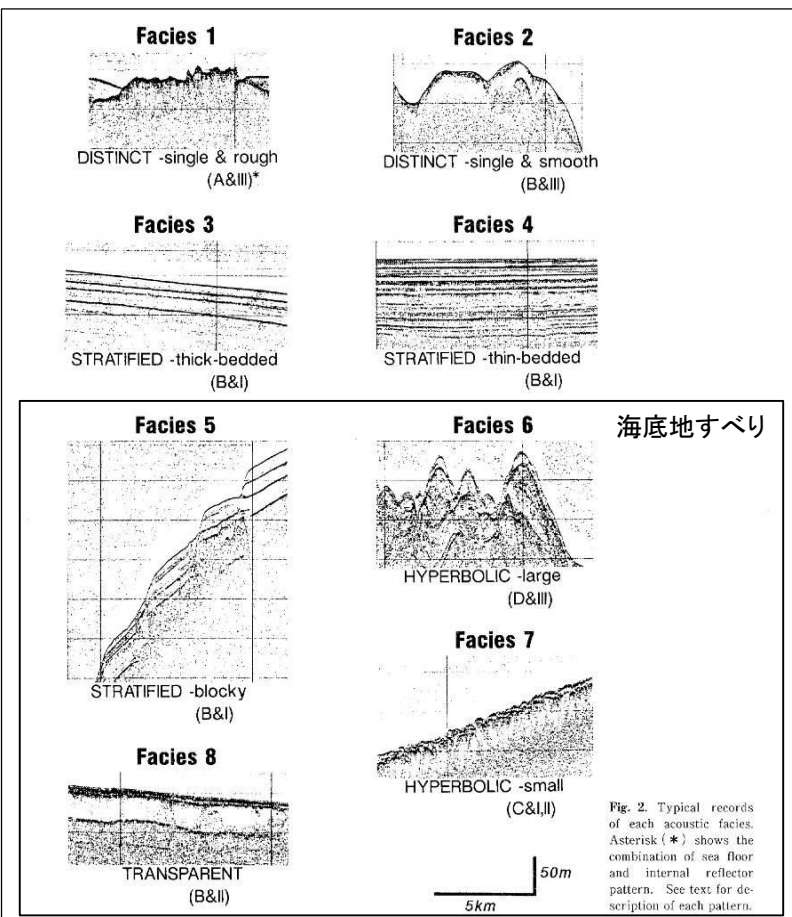 Facies 1
DISTINCT -single & rough
(A&III)*
Facies 2
DISTINCT -single & smooth
(B&III)
Facies 3
STRATIFIED -thick-bedded
(B&I)
Facies 4
STRATIFIED -thin-bedded
(B&I)
海底地すべり
Facies 5
STRATIFIED -blocky
(B&I)
Facies 6
HYPERBOLIC -large
(D&III)
Facies 7
HYPERBOLIC -small
(C&I,II)
Facies 8
TRANSPARENT
(B&II)
50m
5km
Fig. 2. Typical records
of each acoustic facies.
Asterisk (*) shows the
combination of sea floor
and internal reflector
pattern. See text for de-
scription of each pattern.